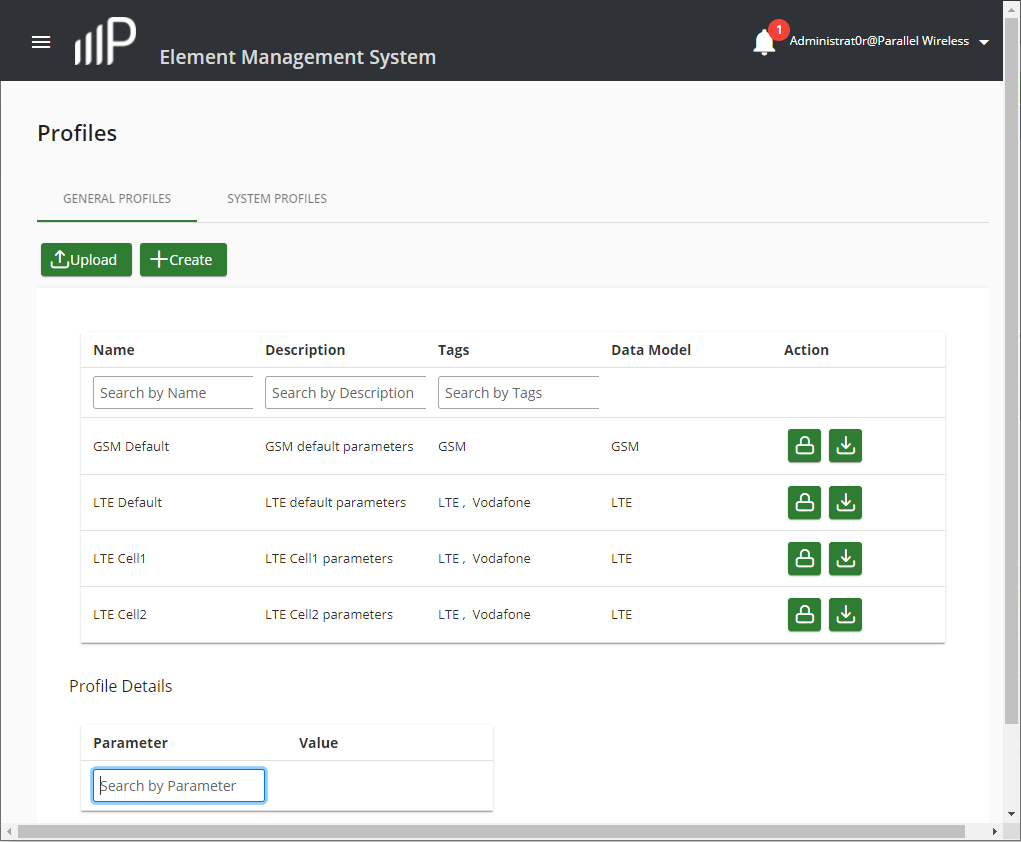 Element Management System
1
Administrat0r@Parallel Wireless
Profiles
GENERAL PROFILES SYSTEM PROFILES
Upload Create
Name Description Tags Data Model Action
Search by Name Search by Description Search by Tags
GSM Default GSM default parameters GSM GSM
LTE Default LTE default parameters LTE , Vodafone LTE
LTE Cell1 LTE Cell1 parameters LTE , Vodafone LTE
LTE Cell2 LTE Cell2 parameters LTE , Vodafone LTE
Profile Details
Parameter Value
Search by Parameter